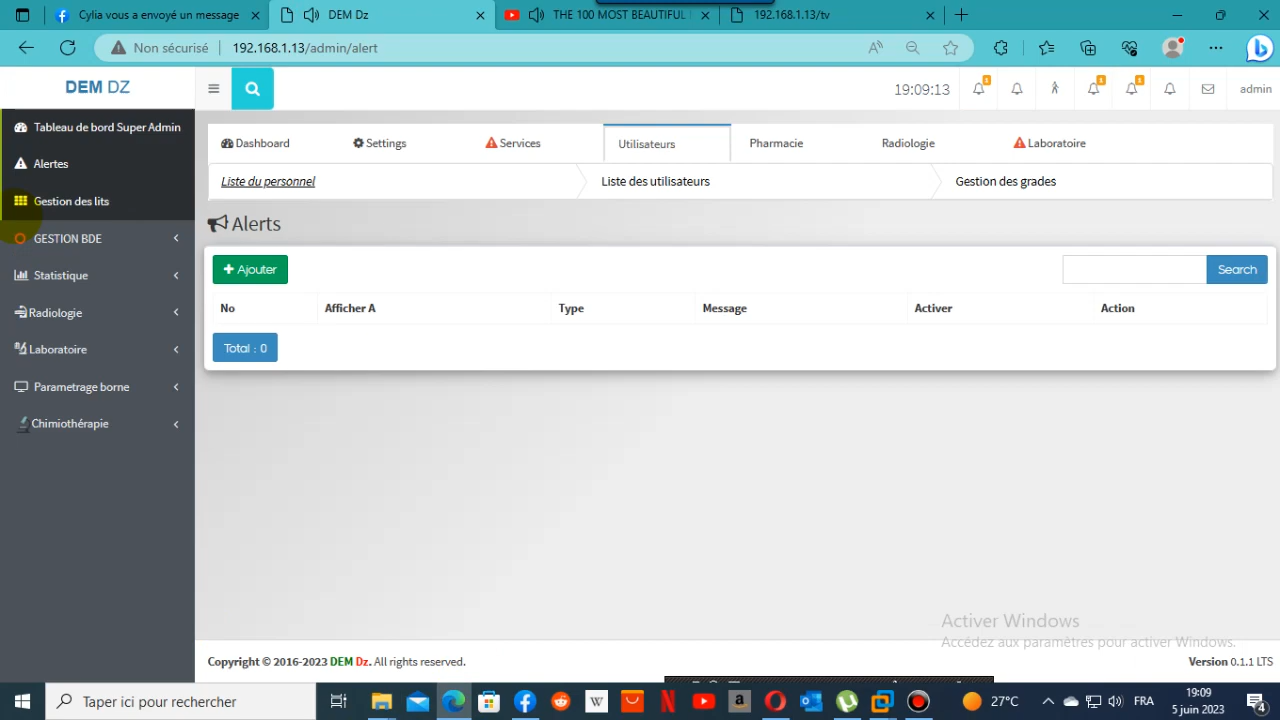 Cylia vous a envoyé un message
DEM Dz
THE 100 MOST BEAUTIFUL
192.168.1.13/tv
Non sécurisé
192.168.1.13/admin/alert
DEM DZ
19:09:13
1
1
1
admin
Tableau de bord Super Admin
Alertes
Gestion des lits
GESTION BDE
Statistique
Radiologie
Laboratoire
Parametrage borne
Chimiothérapie
Dashboard
Settings
Services
Utilisateurs
Pharmacie
Radiologie
Laboratoire
Liste du personnel
Liste des utilisateurs
Gestion des grades
Alerts
Ajouter
Search
No
Afficher A
Type
Message
Activer
Action
Total : 0
Activer Windows
Accédez aux paramètres pour activer Windows.
Copyright © 2016-2023 DEM Dz. All rights reserved.
Version 0.1.1 LTS
Taper ici pour rechercher
27°C
FRA
19:09
5 juin 2023
4